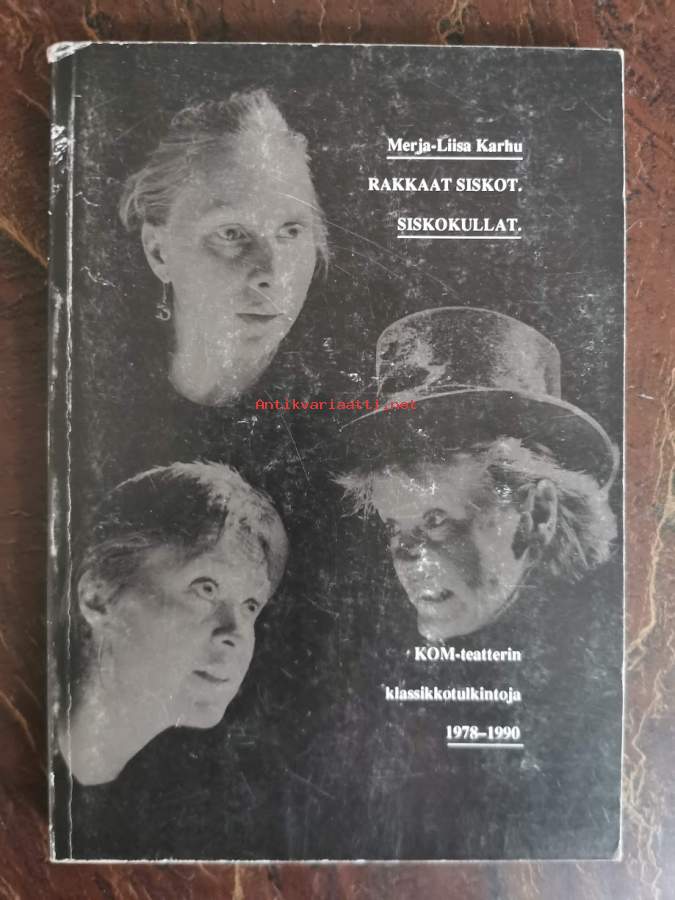 Merja-Liisa Karhu
RAKKAAT SISKOT.
SISKOKULLAT.
Antikvariaatti.net
KOM-teatterin
klassikkotulkintoja
1978–1990